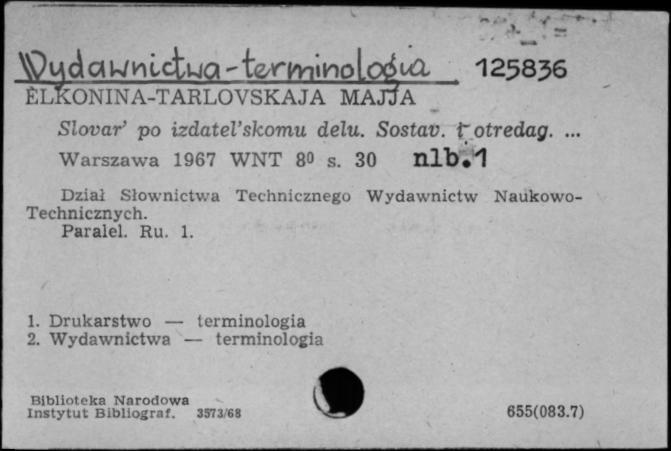 Wydawnictwa-terminologia 125836
ÈLKONINA-TARLOVSKAJA MAJJA
Slovar' po izdatel'skomu delu. Sostav. i otredag. ...
Warszawa 1967 WNT 8⁰ s. 30 nlb.1
Dział Słownictwa Technicznego Wydawnictw Naukowo-
Technicznych.
Paralel. Ru. 1.
1. Drukarstwo — terminologia
2. Wydawnictwa — terminologia
Biblioteka Narodowa
Instytut Bibliograf. 3573/68 655(083.7)